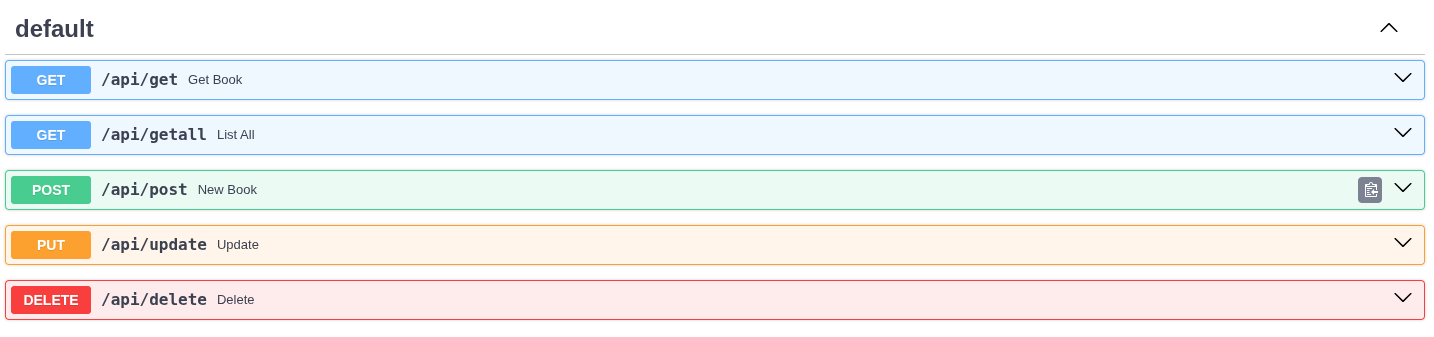 default
GET /api/get Get Book
GET /api/getall List All
POST /api/post New Book
PUT /api/update Update
DELETE /api/delete Delete